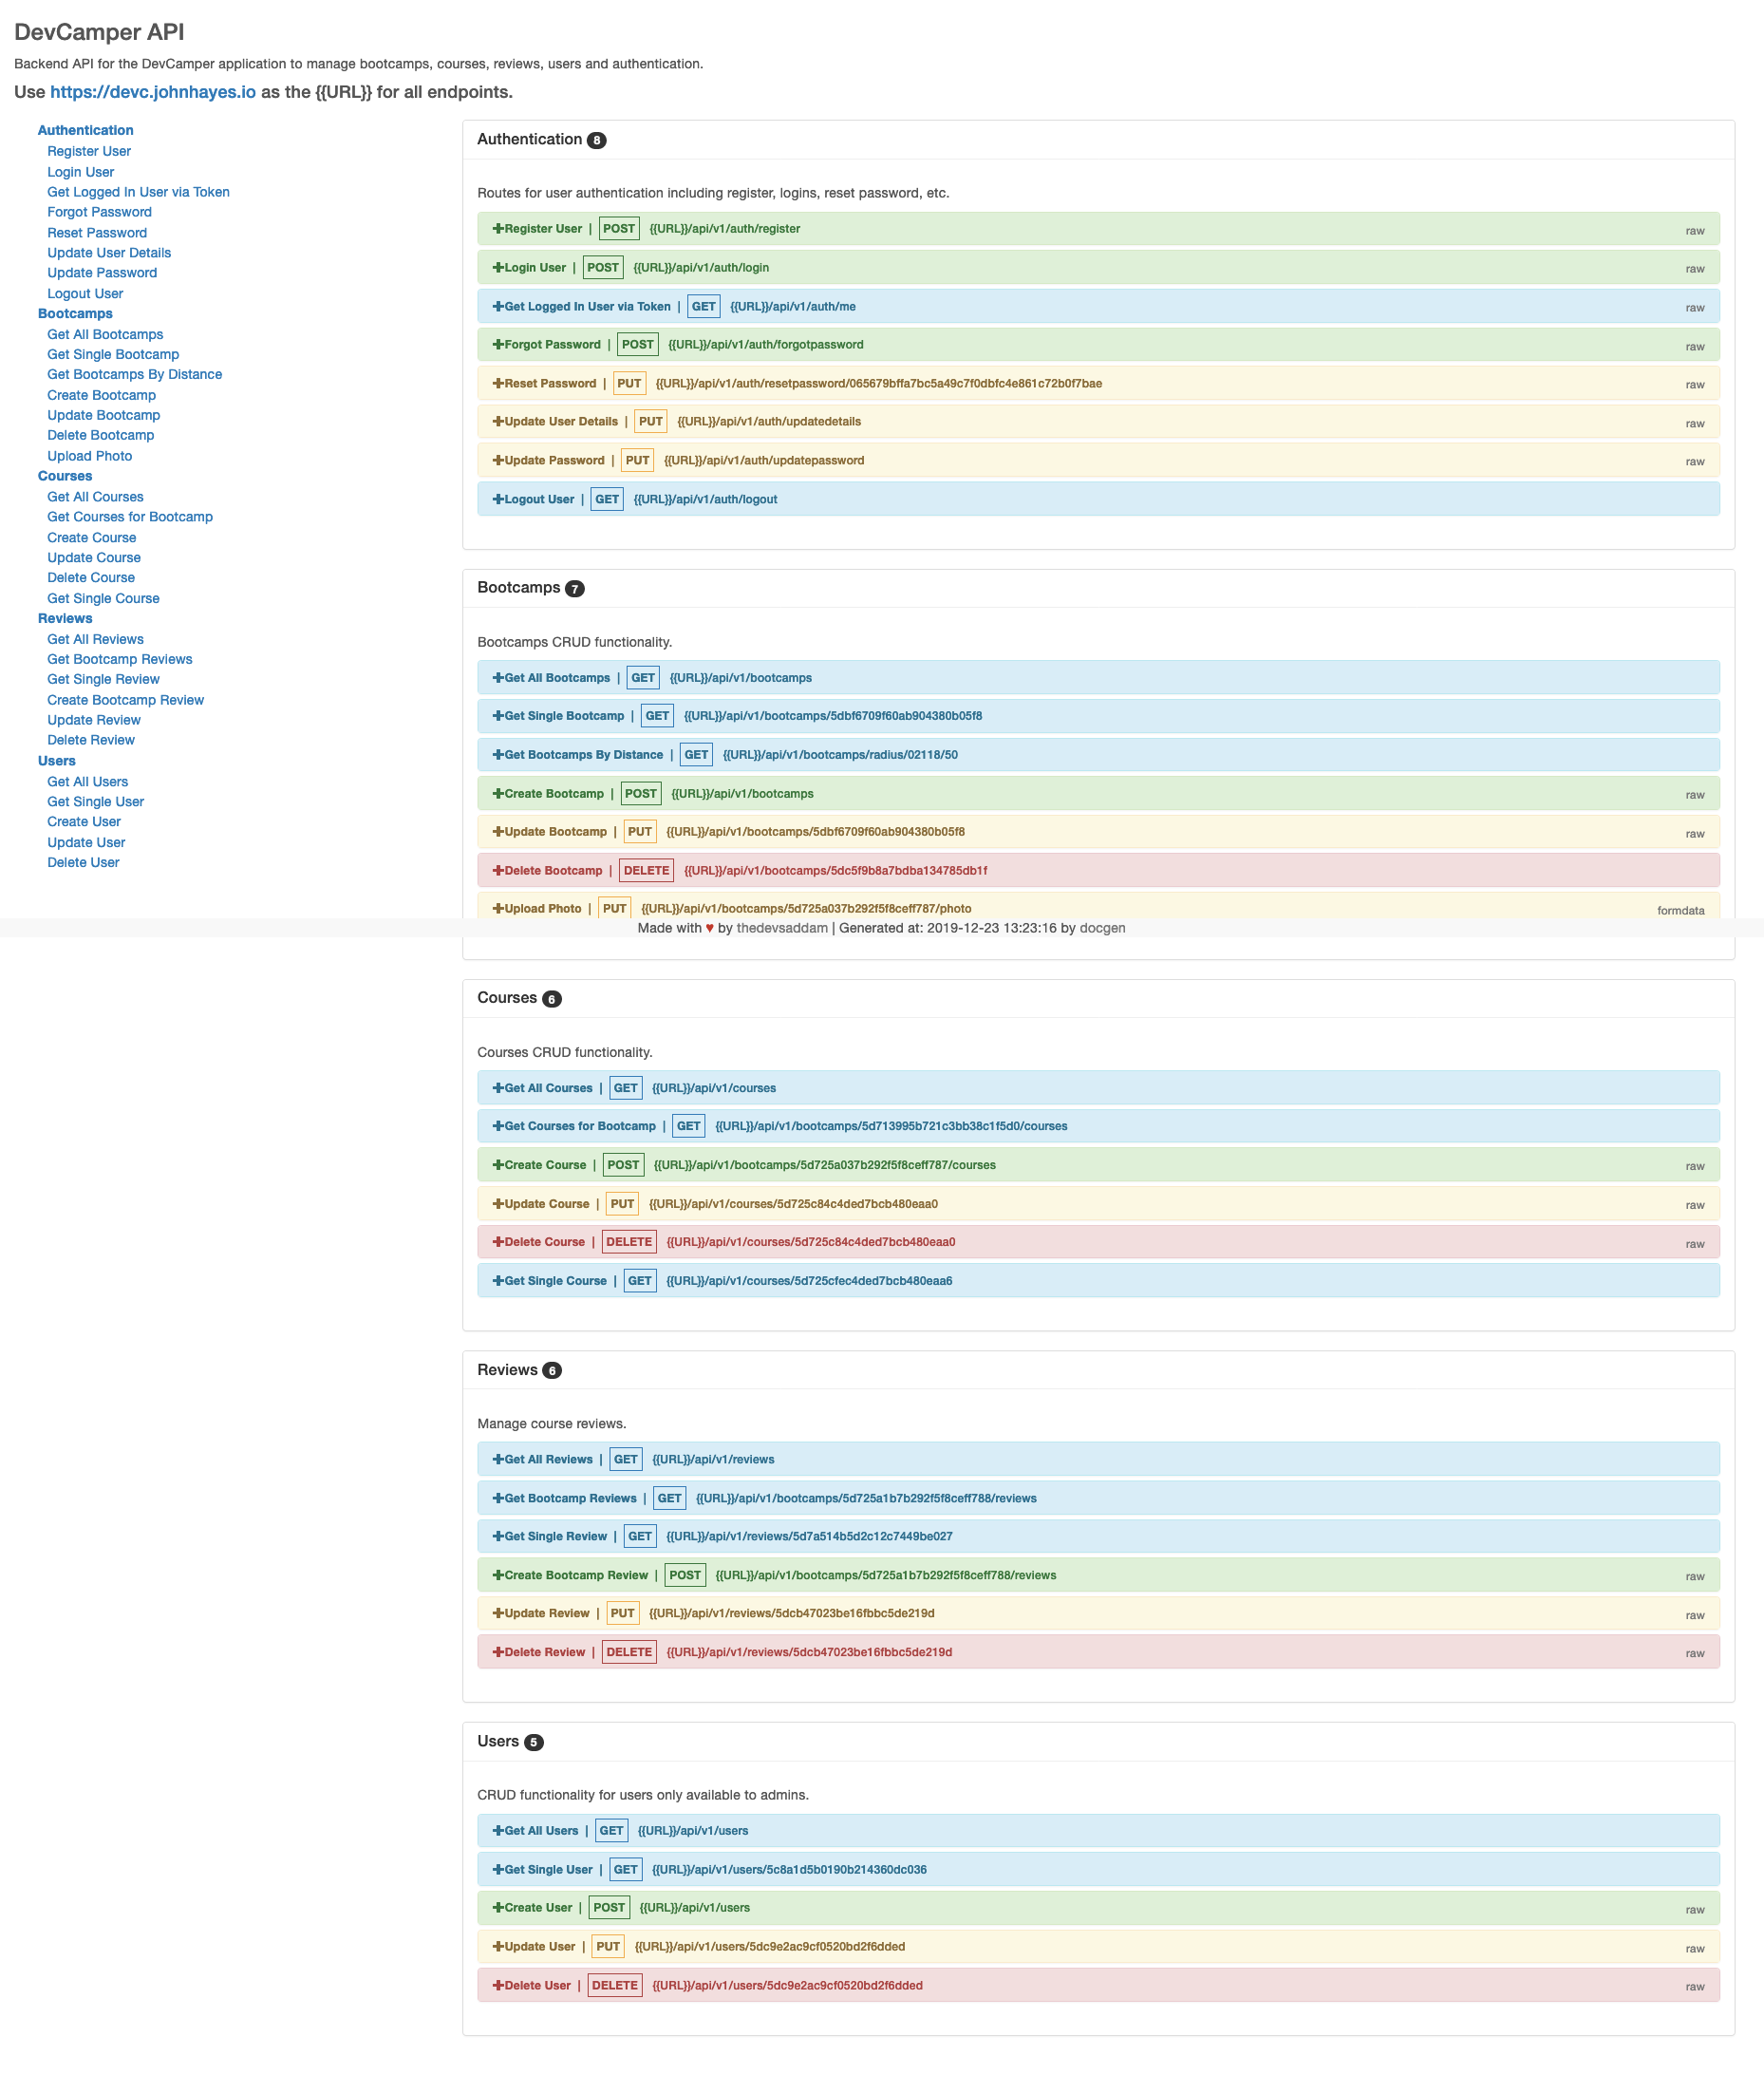 DevCamper API
Backend API for the DevCamper application to manage bootcamps, courses, reviews, users and authentication.
Use https://devc.johnhayes.io as the {{URL}} for all endpoints.
Authentication
Register User
Login User
Get Logged In User via Token
Forgot Password
Reset Password
Update User Details
Update Password
Logout User
Bootcamps
Get All Bootcamps
Get Single Bootcamp
Get Bootcamps By Distance
Create Bootcamp
Update Bootcamp
Delete Bootcamp
Upload Photo
Courses
Get All Courses
Get Courses for Bootcamp
Create Course
Update Course
Delete Course
Get Single Course
Reviews
Get All Reviews
Get Bootcamp Reviews
Get Single Review
Create Bootcamp Review
Update Review
Delete Review
Users
Get All Users
Get Single User
Create User
Update User
Delete User
Authentication 8
Routes for user authentication including register, logins, reset password, etc.
Register User | POST {{URL}}/api/v1/auth/register raw
Login User | POST {{URL}}/api/v1/auth/login raw
Get Logged In User via Token | GET {{URL}}/api/v1/auth/me raw
Forgot Password | POST {{URL}}/api/v1/auth/forgotpassword raw
Reset Password | PUT {{URL}}/api/v1/auth/resetpassword/065679bffa7bc5a49c7f0dbfc4e861c72b0f7bae raw
Update User Details | PUT {{URL}}/api/v1/auth/updatedetails raw
Update Password | PUT {{URL}}/api/v1/auth/updatepassword raw
Logout User | GET {{URL}}/api/v1/auth/logout
Bootcamps 7
Bootcamps CRUD functionality.
Get All Bootcamps | GET {{URL}}/api/v1/bootcamps
Get Single Bootcamp | GET {{URL}}/api/v1/bootcamps/5dbf6709f60ab904380b05f8
Get Bootcamps By Distance | GET {{URL}}/api/v1/bootcamps/radius/02118/50
Create Bootcamp | POST {{URL}}/api/v1/bootcamps raw
Update Bootcamp | PUT {{URL}}/api/v1/bootcamps/5dbf6709f60ab904380b05f8 raw
Delete Bootcamp | DELETE {{URL}}/api/v1/bootcamps/5dc5f9b8a7bdba134785db1f
Upload Photo | PUT {{URL}}/api/v1/bootcamps/5d725a037b292f5f8ceff787/photo formdata
Made with ♥ by thedevsaddam | Generated at: 2019-12-23 13:23:16 by docgen
Courses 6
Courses CRUD functionality.
Get All Courses | GET {{URL}}/api/v1/courses
Get Courses for Bootcamp | GET {{URL}}/api/v1/bootcamps/5d713995b721c3bb38c1f5d0/courses
Create Course | POST {{URL}}/api/v1/bootcamps/5d725a037b292f5f8ceff787/courses raw
Update Course | PUT {{URL}}/api/v1/courses/5d725c84c4ded7bcb480eaa0 raw
Delete Course | DELETE {{URL}}/api/v1/courses/5d725c84c4ded7bcb480eaa0 raw
Get Single Course | GET {{URL}}/api/v1/courses/5d725cfec4ded7bcb480eaa6
Reviews 6
Manage course reviews.
Get All Reviews | GET {{URL}}/api/v1/reviews
Get Bootcamp Reviews | GET {{URL}}/api/v1/bootcamps/5d725a1b7b292f5f8ceff788/reviews
Get Single Review | GET {{URL}}/api/v1/reviews/5d7a514b5d2c12c7449be027
Create Bootcamp Review | POST {{URL}}/api/v1/bootcamps/5d725a1b7b292f5f8ceff788/reviews raw
Update Review | PUT {{URL}}/api/v1/reviews/5dcb47023be16fbbc5de219d raw
Delete Review | DELETE {{URL}}/api/v1/reviews/5dcb47023be16fbbc5de219d raw
Users 5
CRUD functionality for users only available to admins.
Get All Users | GET {{URL}}/api/v1/users
Get Single User | GET {{URL}}/api/v1/users/5c8a1d5b0190b214360dc036
Create User | POST {{URL}}/api/v1/users raw
Update User | PUT {{URL}}/api/v1/users/5dc9e2ac9cf0520bd2f6dded raw
Delete User | DELETE {{URL}}/api/v1/users/5dc9e2ac9cf0520bd2f6dded raw